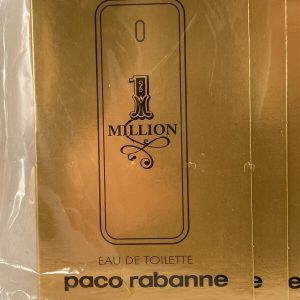 1
MILLION
EAU DE TOILETTE
paco rabanne e e